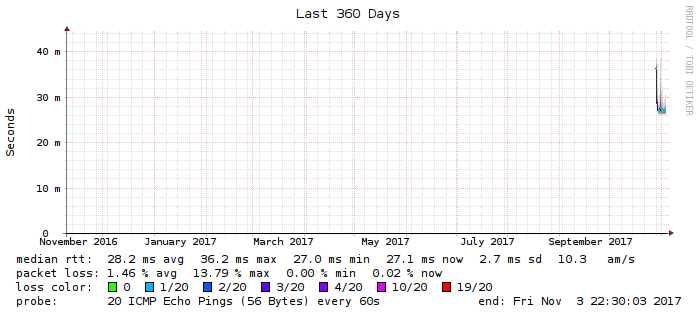 Last 360 Days
RRDTOOL / TOBI OETIKER
Seconds
40 m
30 m
20 m
10 m
0
November 2016 January 2017 March 2017 May 2017 July 2017 September 2017
median rtt: 28.2 ms avg 36.2 ms max 27.0 ms min 27.1 ms now 2.7 ms sd 10.3 am/s
packet loss: 1.46 % avg 13.79 % max 0.00 % min 0.02 % now
loss color: 0 1/20 2/20 3/20 4/20 10/20 19/20
probe: 20 ICMP Echo Pings (56 Bytes) every 60s end: Fri Nov 3 22:30:03 2017